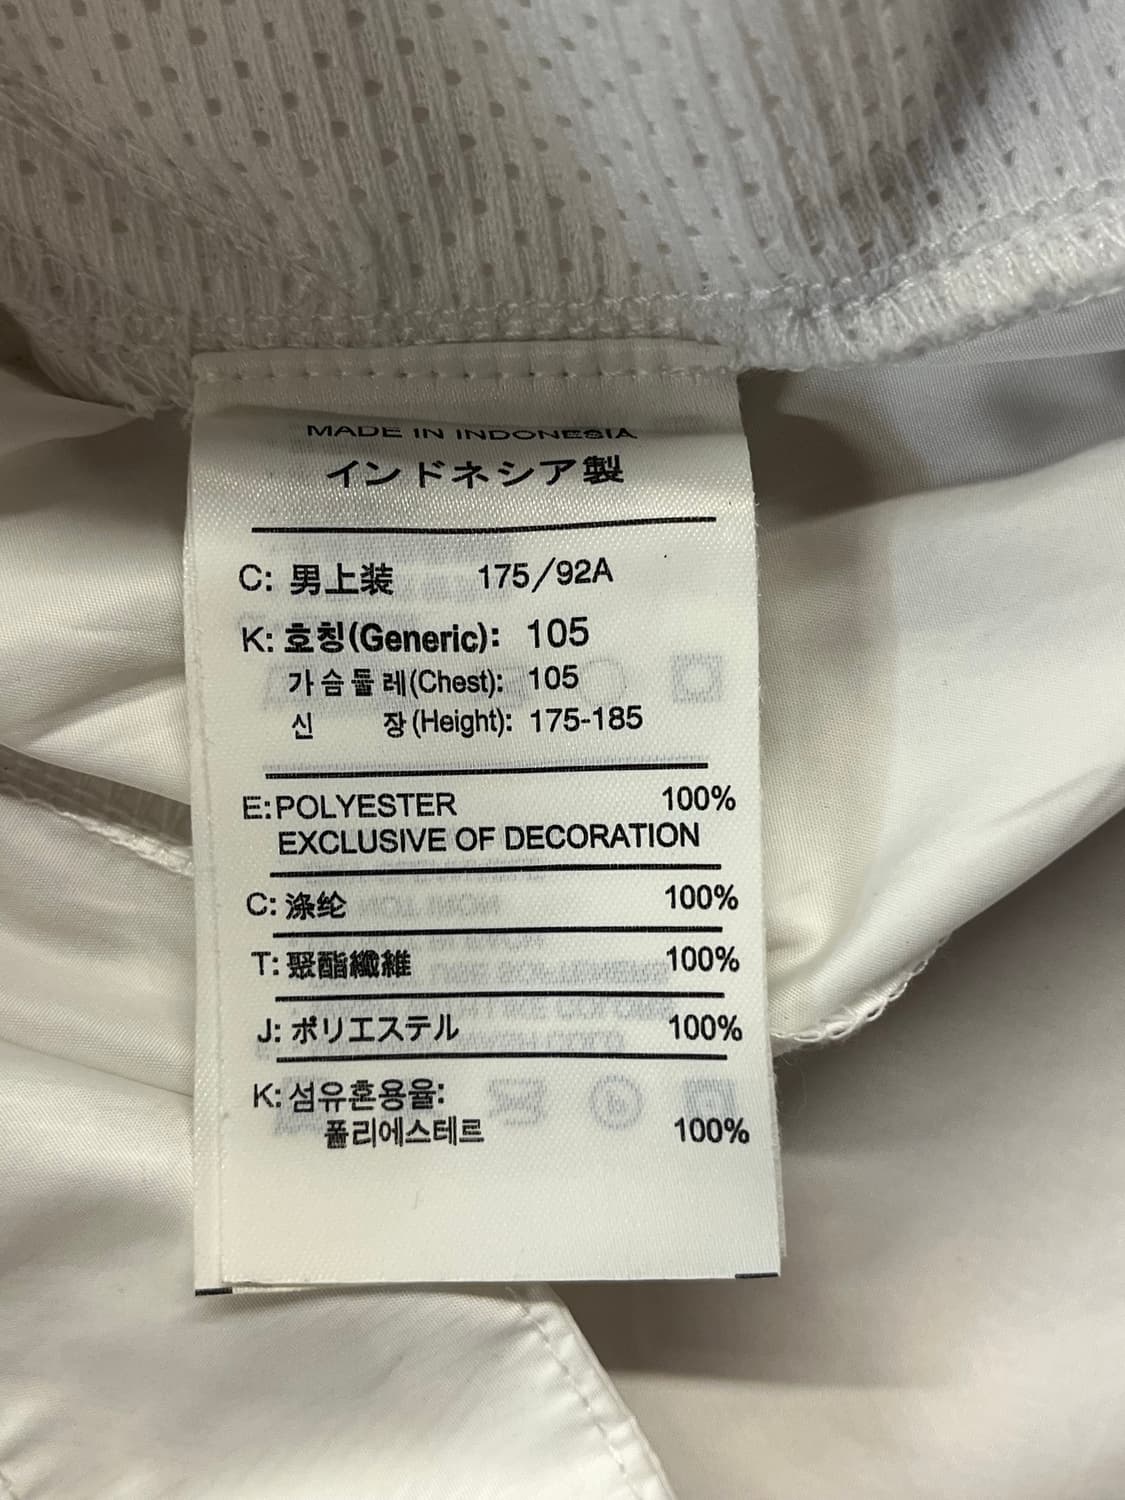 MADE IN INDONESIA
インドネシア製
C: 男上装 175/92A
K: 호칭(Generic): 105
가슴둘레(Chest): 105
신 장(Height): 175-185
E:POLYESTER 100%
EXCLUSIVE OF DECORATION
C: 涤纶 100%
T: 聚酯纖維 100%
J: ポリエステル 100%
K: 섬유혼용율:
폴리에스테르 100%